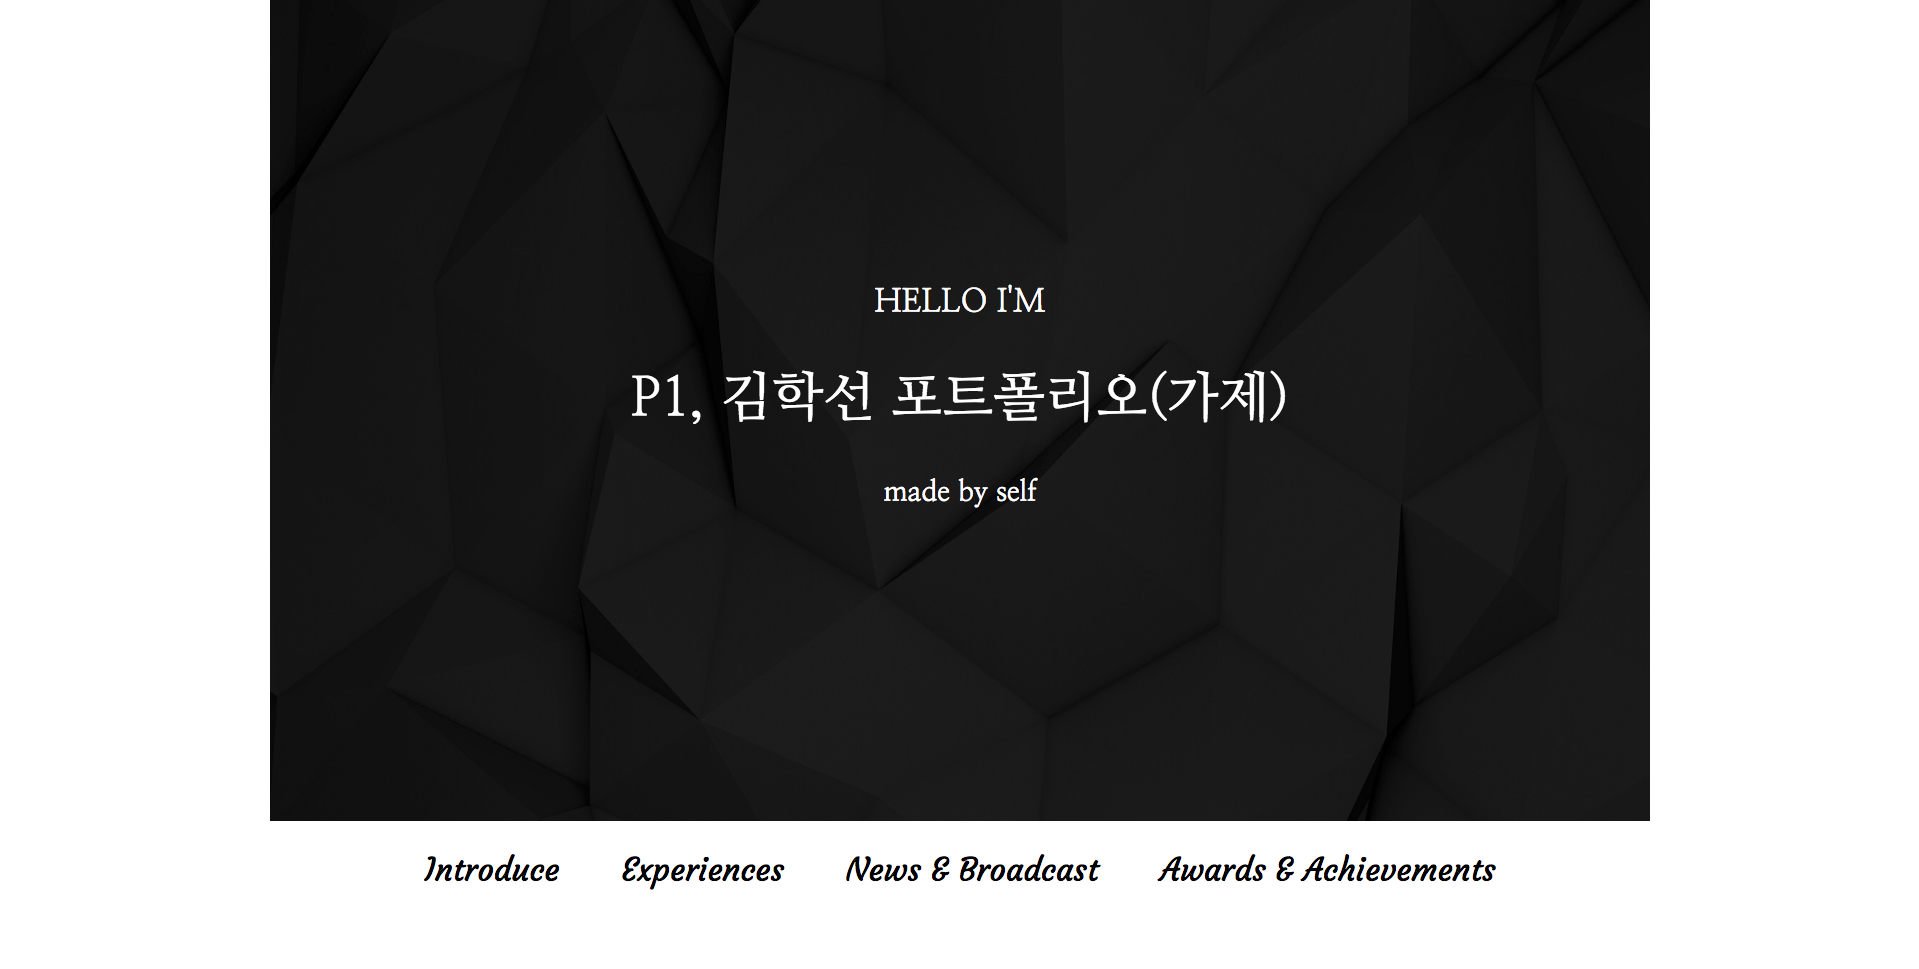 HELLO I'M
P1, 김학선 포트폴리오(가제)
made by self
Introduce Experiences News & Broadcast Awards & Achievements